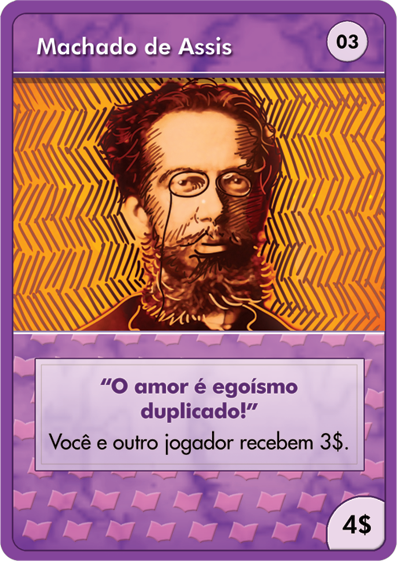 Machado de Assis
03
“O amor é egoísmo
duplicado!”
Você e outro jogador recebem 3$.
4$